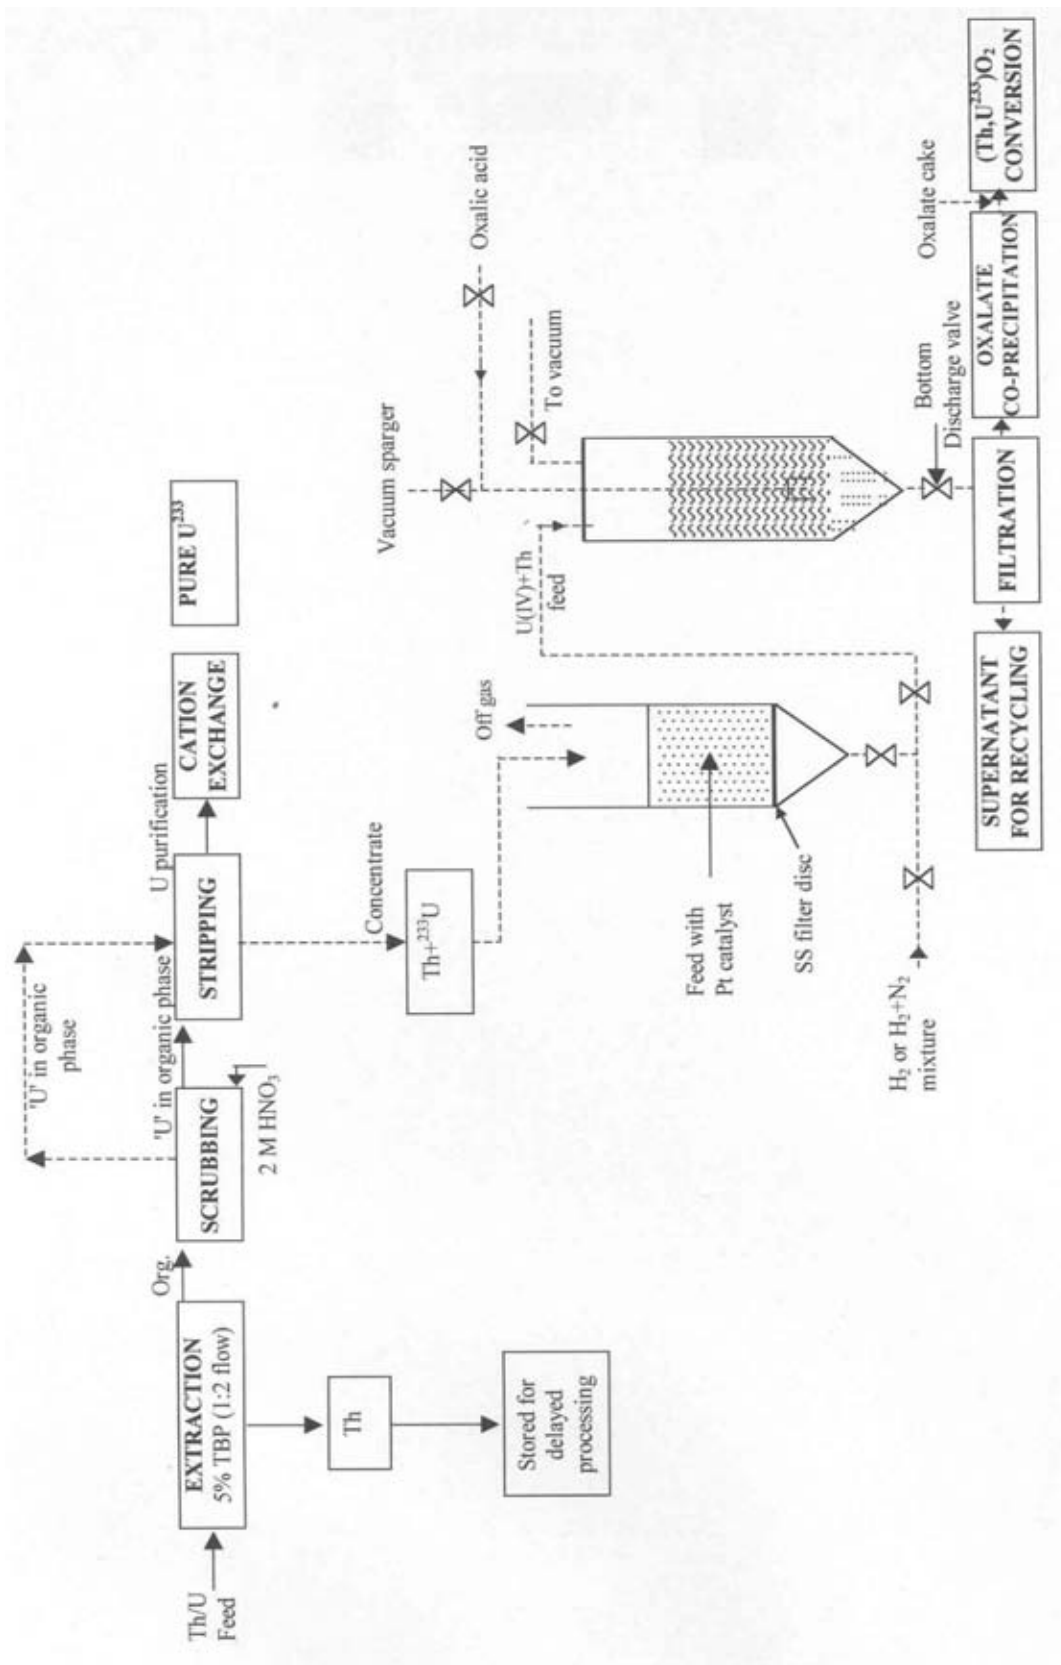 Th/U
Feed
EXTRACTION
5% TBP (1:2 flow)
Org.
SCRUBBING
2 M HNO₃
'U' in organic
phase
'U' in organic phase
STRIPPING
U purification
CATION
EXCHANGE
PURE U²³³
Th
Stored for
delayed
processing
Concentrate
Th+²³³U
Off gas
Feed with
Pt catalyst
SS filter disc
H₂ or H₂+N₂
mixture
U(IV)+Th
feed
Vacuum sparger
Oxalic acid
To vacuum
Bottom
Discharge valve
SUPERNATANT
FOR RECYCLING
FILTRATION
OXALATE
CO-PRECIPITATION
Oxalate cake
(Th,U²³³)O₂
CONVERSION